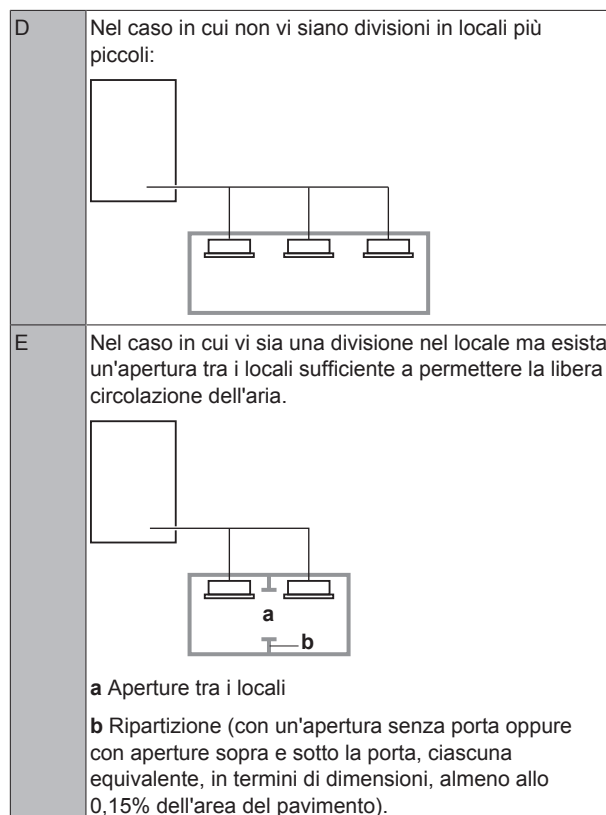 D
Nel caso in cui non vi siano divisioni in locali più
piccoli:
E
Nel caso in cui vi sia una divisione nel locale ma esista
un'apertura tra i locali sufficiente a permettere la libera
circolazione dell'aria.
a
b
a Aperture tra i locali
b Ripartizione (con un'apertura senza porta oppure
con aperture sopra e sotto la porta, ciascuna
equivalente, in termini di dimensioni, almeno allo
0,15% dell'area del pavimento).